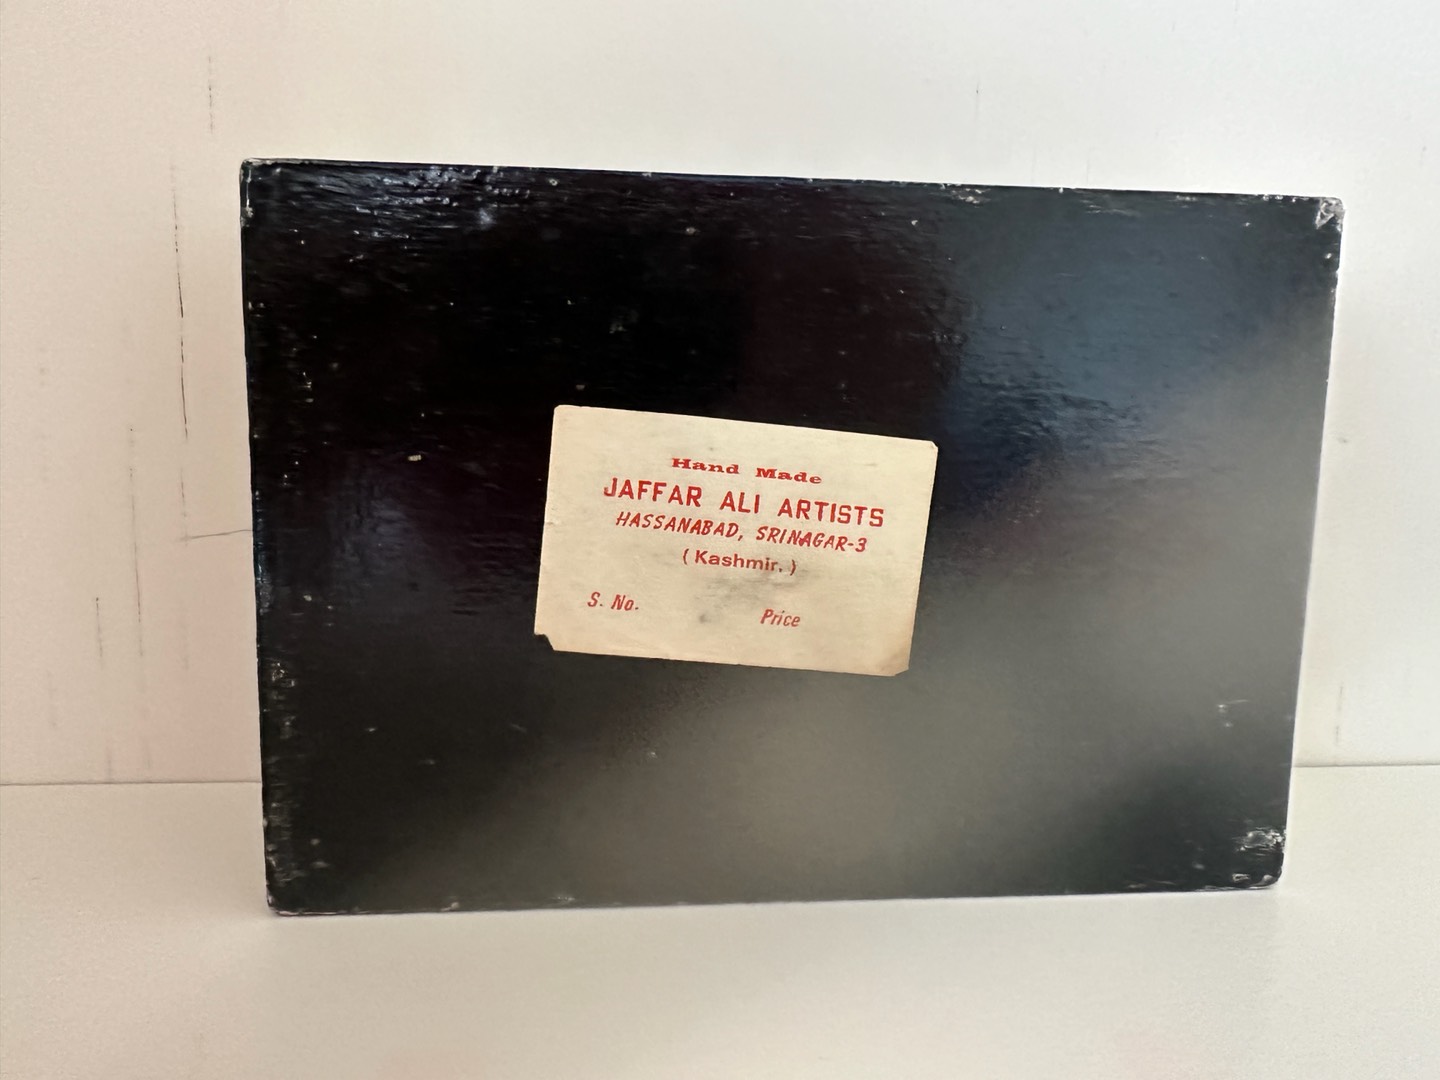 Hand Made
JAFFAR ALI ARTISTS
HASSANABAD, SRINAGAR-3
( Kashmir. )
S. No. Price